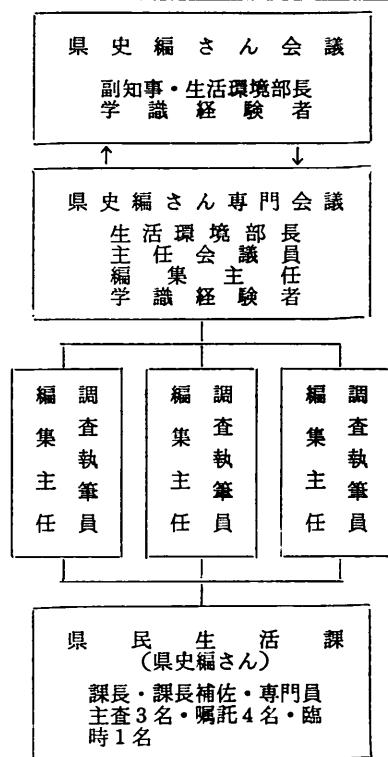 県史編さん会議
副知事・生活環境部長
学識経験者
↑ ↓
県史編さん専門会議
生活環境部長
主任会議員
編集主任
学識経験者
調査執筆員
編集主任
調査執筆員
編集主任
調査執筆員
編集主任
県民生活課
(県史編さん)
課長・課長補佐・専門員
主査3名・嘱託4名・臨
時1名